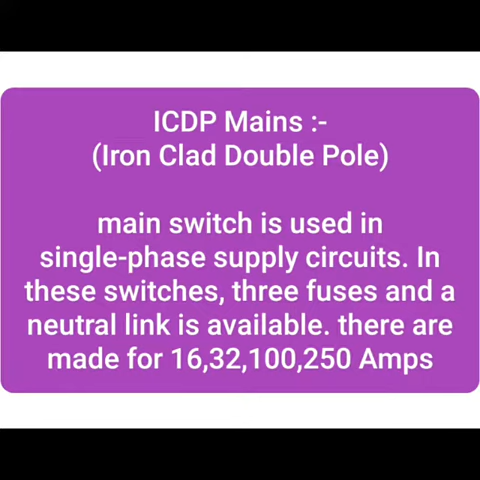 ICDP Mains :-
(Iron Clad Double Pole)
main switch is used in
single-phase supply circuits. In
these switches, three fuses and a
neutral link is available. there are
made for 16,32,100,250 Amps